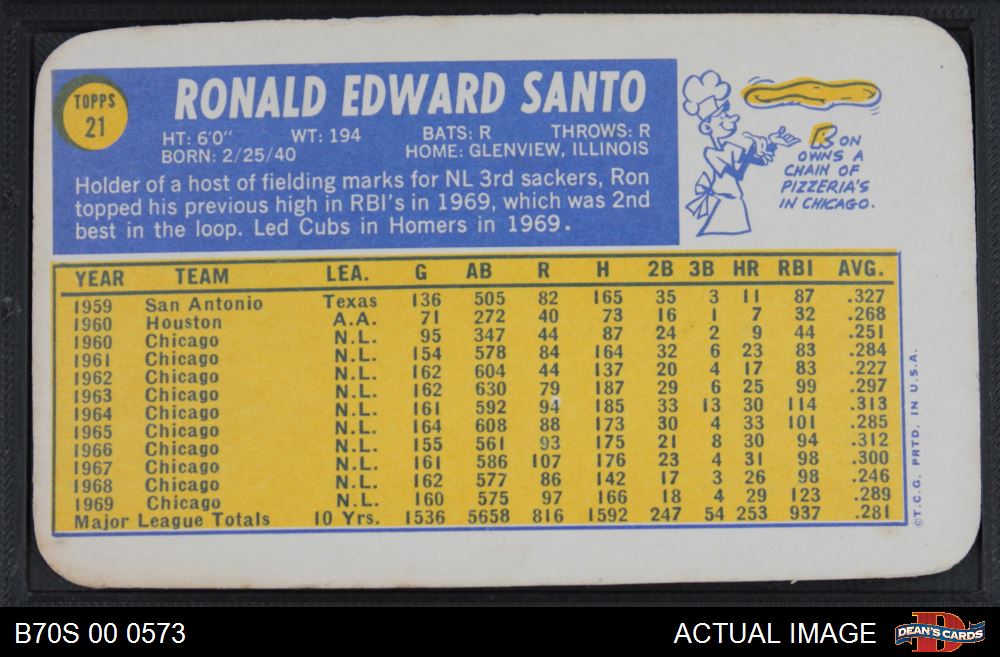 TOPPS
21
RONALD EDWARD SANTO
HT: 6'0" WT: 194 BATS: R THROWS: R
BORN: 2/25/40 HOME: GLENVIEW, ILLINOIS
Holder of a host of fielding marks for NL 3rd sackers, Ron
topped his previous high in RBI's in 1969, which was 2nd
best in the loop. Led Cubs in Homers in 1969.
RON
OWNS A
CHAIN OF
PIZZERIA'S
IN CHICAGO.
YEAR TEAM LEA. G AB R H 2B 3B HR RBI AVG.
1959 San Antonio Texas 136 505 82 165 35 3 11 87 .327
1960 Houston A.A. 71 272 40 73 16 1 7 32 .268
1960 Chicago N.L. 95 347 44 87 24 2 9 44 .251
1961 Chicago N.L. 154 578 84 164 32 6 23 83 .284
1962 Chicago N.L. 162 604 44 137 20 4 17 83 .227
1963 Chicago N.L. 162 630 79 187 29 6 25 99 .297
1964 Chicago N.L. 161 592 94 185 33 13 30 114 .313
1965 Chicago N.L. 164 608 88 173 30 4 33 101 .285
1966 Chicago N.L. 155 561 93 175 21 8 30 94 .312
1967 Chicago N.L. 161 586 107 176 23 4 31 98 .300
1968 Chicago N.L. 162 577 86 142 17 3 26 98 .246
1969 Chicago N.L. 160 575 97 166 18 4 29 123 .289
Major League Totals 10 Yrs. 1536 5658 816 1592 247 54 253 937 .281
©T.C.G. PRTD. IN U.S.A.
B70S 00 0573
ACTUAL IMAGE
D
DEAN'S CARDS